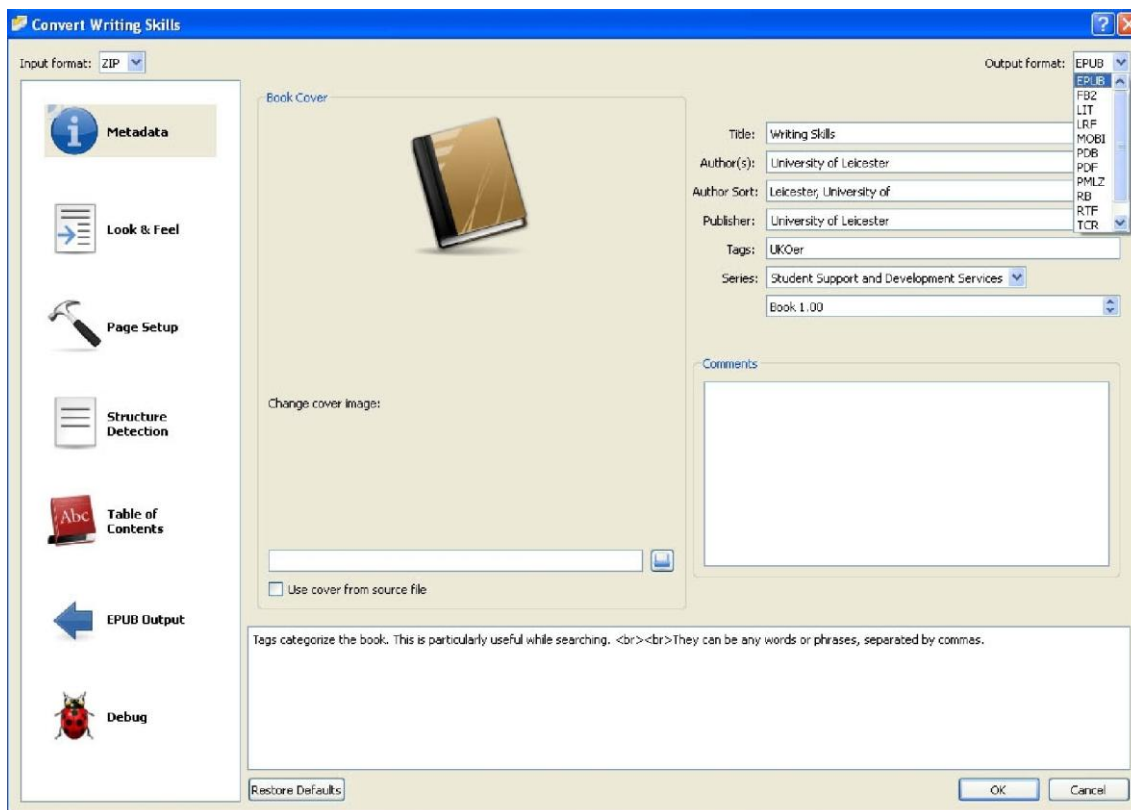 Convert Writing Skills
Input format: ZIP
Output format: EPUB
EPUB
FB2
LIT
LRF
MOBI
PDB
PDF
PMLZ
RB
RTF
TCR
Metadata
Look & Feel
Page Setup
Structure
Detection
Abc
Table of
Contents
EPUB Output
Debug
Book Cover
Change cover image:
Use cover from source file
Title: Writing Skills
Author(s): University of Leicester
Author Sort: Leicester, University of
Publisher: University of Leicester
Tags: UKOer
Series: Student Support and Development Services
Book 1.00
Comments
Tags categorize the book. This is particularly useful while searching. <br><br>They can be any words or phrases, separated by commas.
Restore Defaults
OK
Cancel